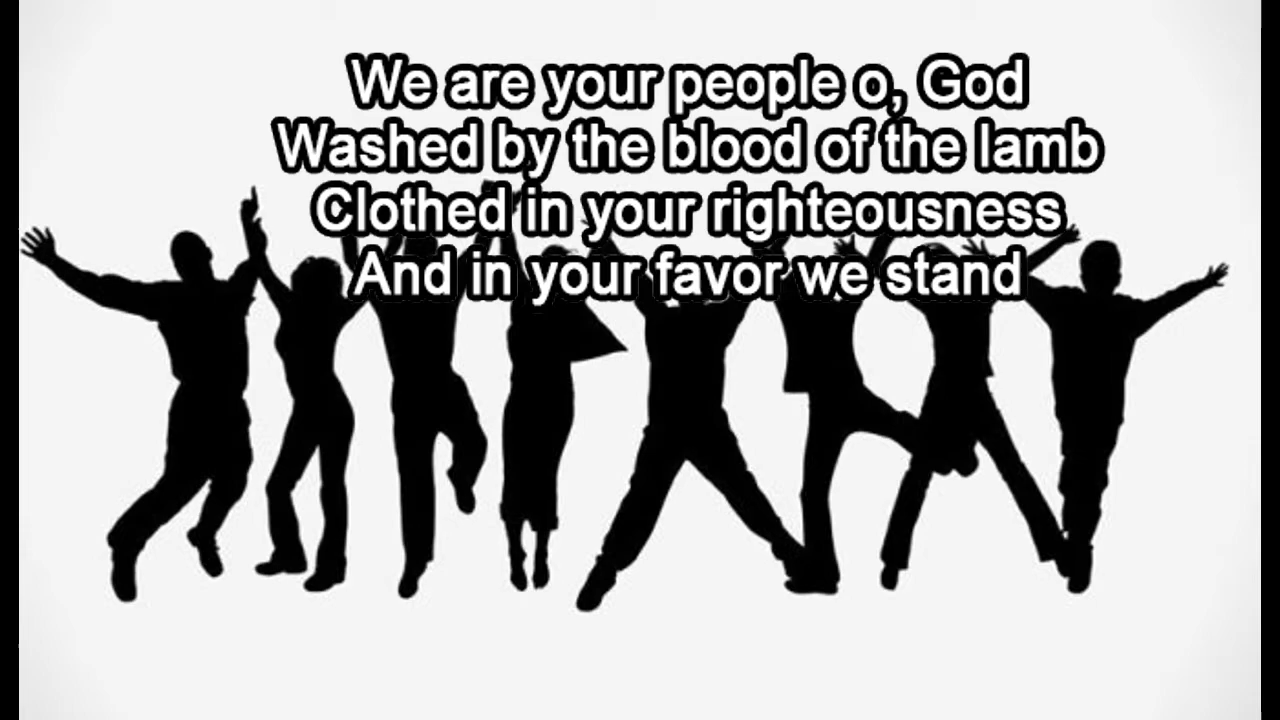 We are your people o, God
Washed by the blood of the lamb
Clothed in your righteousness
And in your favor we stand